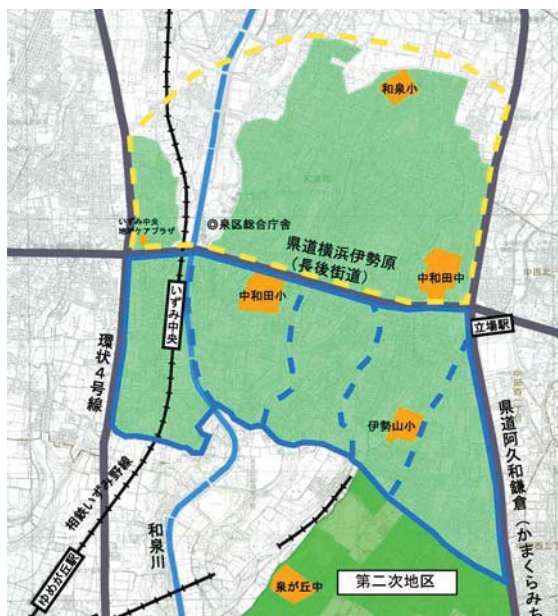 和泉小
いずみ中央
地域ケアプラザ
◎泉区総合庁舎
県道横浜伊勢原
(長後街道)
中和田小
中和田中
立場駅
いずみ中央
環状4号線
伊勢山小
県道阿久和鎌倉(かまくらみち
相鉄いずみ野線
和泉川
ゆめが丘駅
泉が丘中
第二次地区